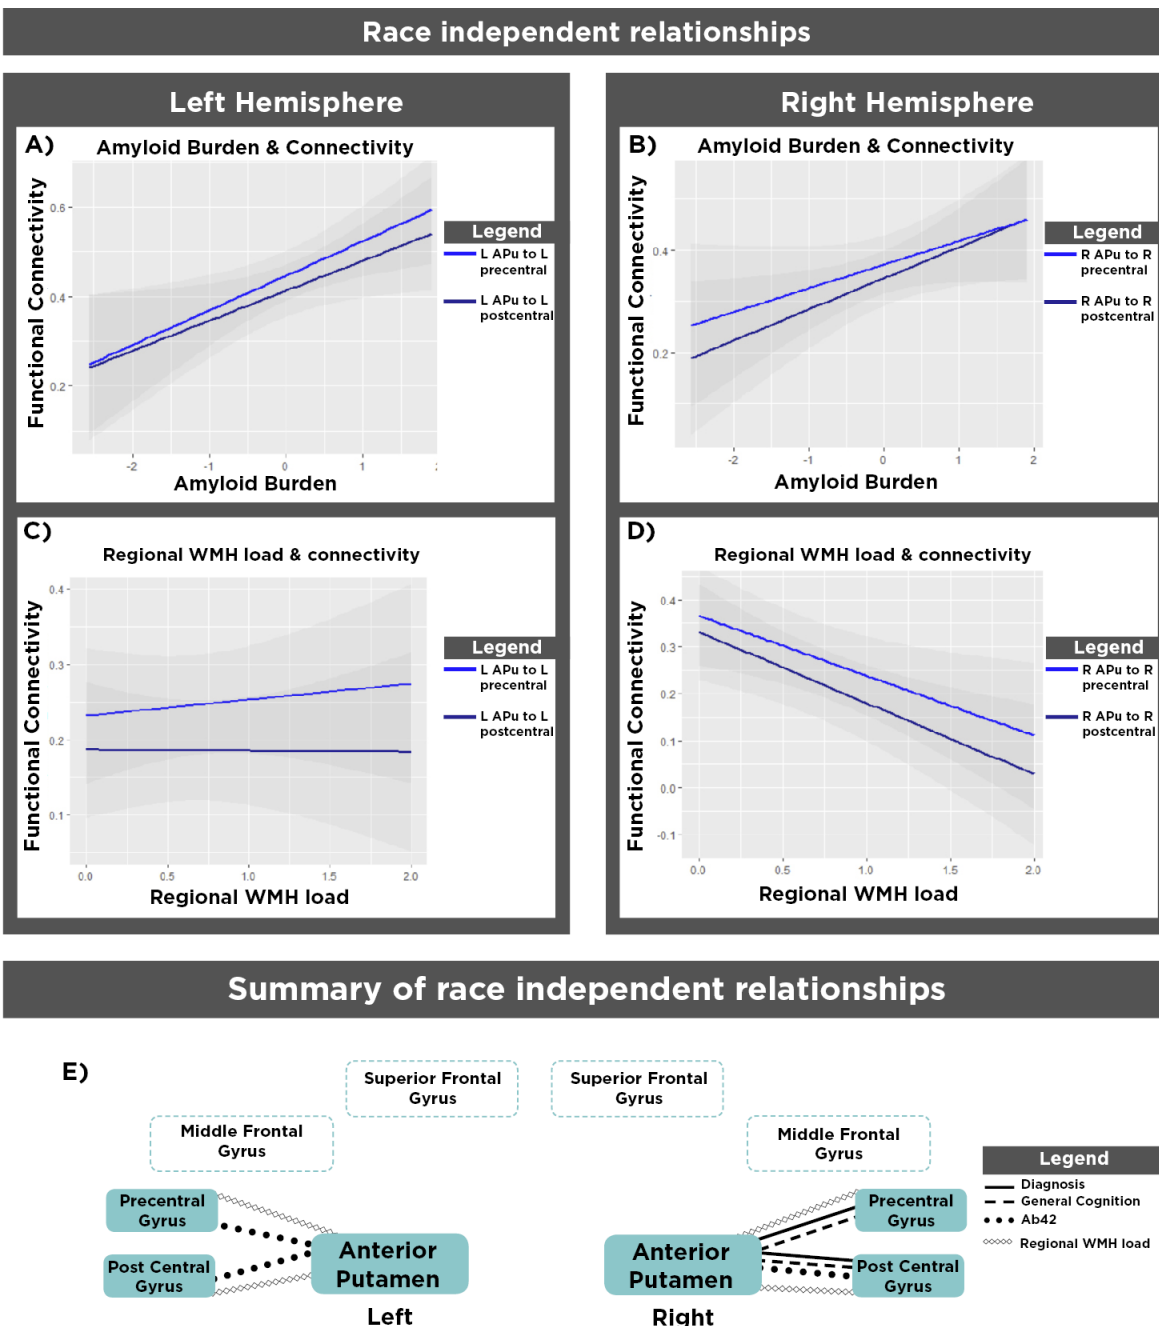 Race independent relationships
Left Hemisphere
A)
Amyloid Burden & Connectivity
Functional Connectivity
0.6
0.4
0.2
-2
-1
0
1
Amyloid Burden
Legend
L APu to L
precentral
L APu to L
postcentral
Right Hemisphere
B)
Amyloid Burden & Connectivity
Functional Connectivity
0.4
0.2
-2
-1
0
1
2
Amyloid Burden
Legend
R APu to R
precentral
R APu to R
postcentral
C)
Regional WMH load & connectivity
Functional Connectivity
0.4
0.3
0.2
0.1
0.0
0.5
1.0
1.5
2.0
Regional WMH load
Legend
L APu to L
precentral
L APu to L
postcentral
D)
Regional WMH load & connectivity
Functional Connectivity
0.4
0.3
0.2
0.1
0.0
-0.1
0.0
0.5
1.0
1.5
2.0
Regional WMH load
Legend
R APu to R
precentral
R APu to R
postcentral
Summary of race independent relationships
E)
Superior Frontal
Gyrus
Superior Frontal
Gyrus
Middle Frontal
Gyrus
Middle Frontal
Gyrus
Precentral
Gyrus
Post Central
Gyrus
Anterior
Putamen
Left
Anterior
Putamen
Right
Precentral
Gyrus
Post Central
Gyrus
Legend
Diagnosis
General Cognition
Ab42
Regional WMH load